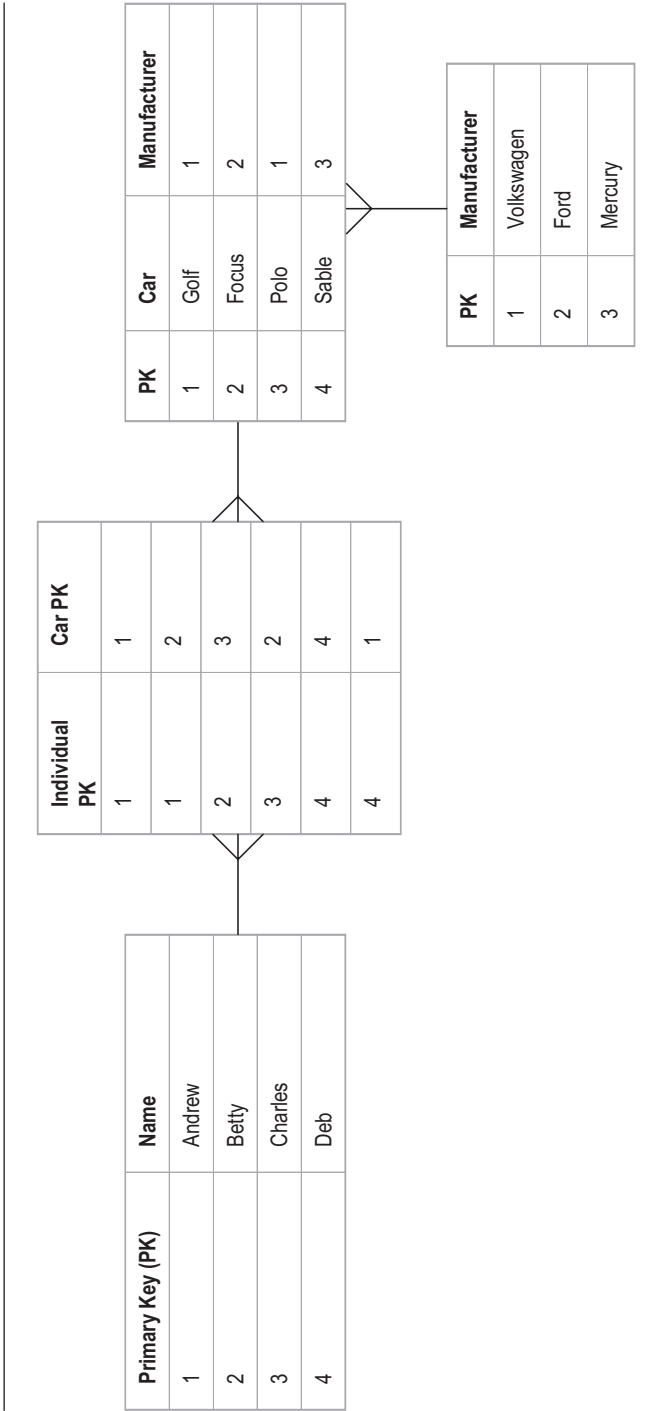 Primary Key (PK) Name
1 Andrew
2 Betty
3 Charles
4 Deb
Individual
PK Car PK
1 1
1 2
2 3
3 2
4 4
4 1
PK Car Manufacturer
1 Golf 1
2 Focus 2
3 Polo 1
4 Sable 3
PK Manufacturer
1 Volkswagen
2 Ford
3 Mercury